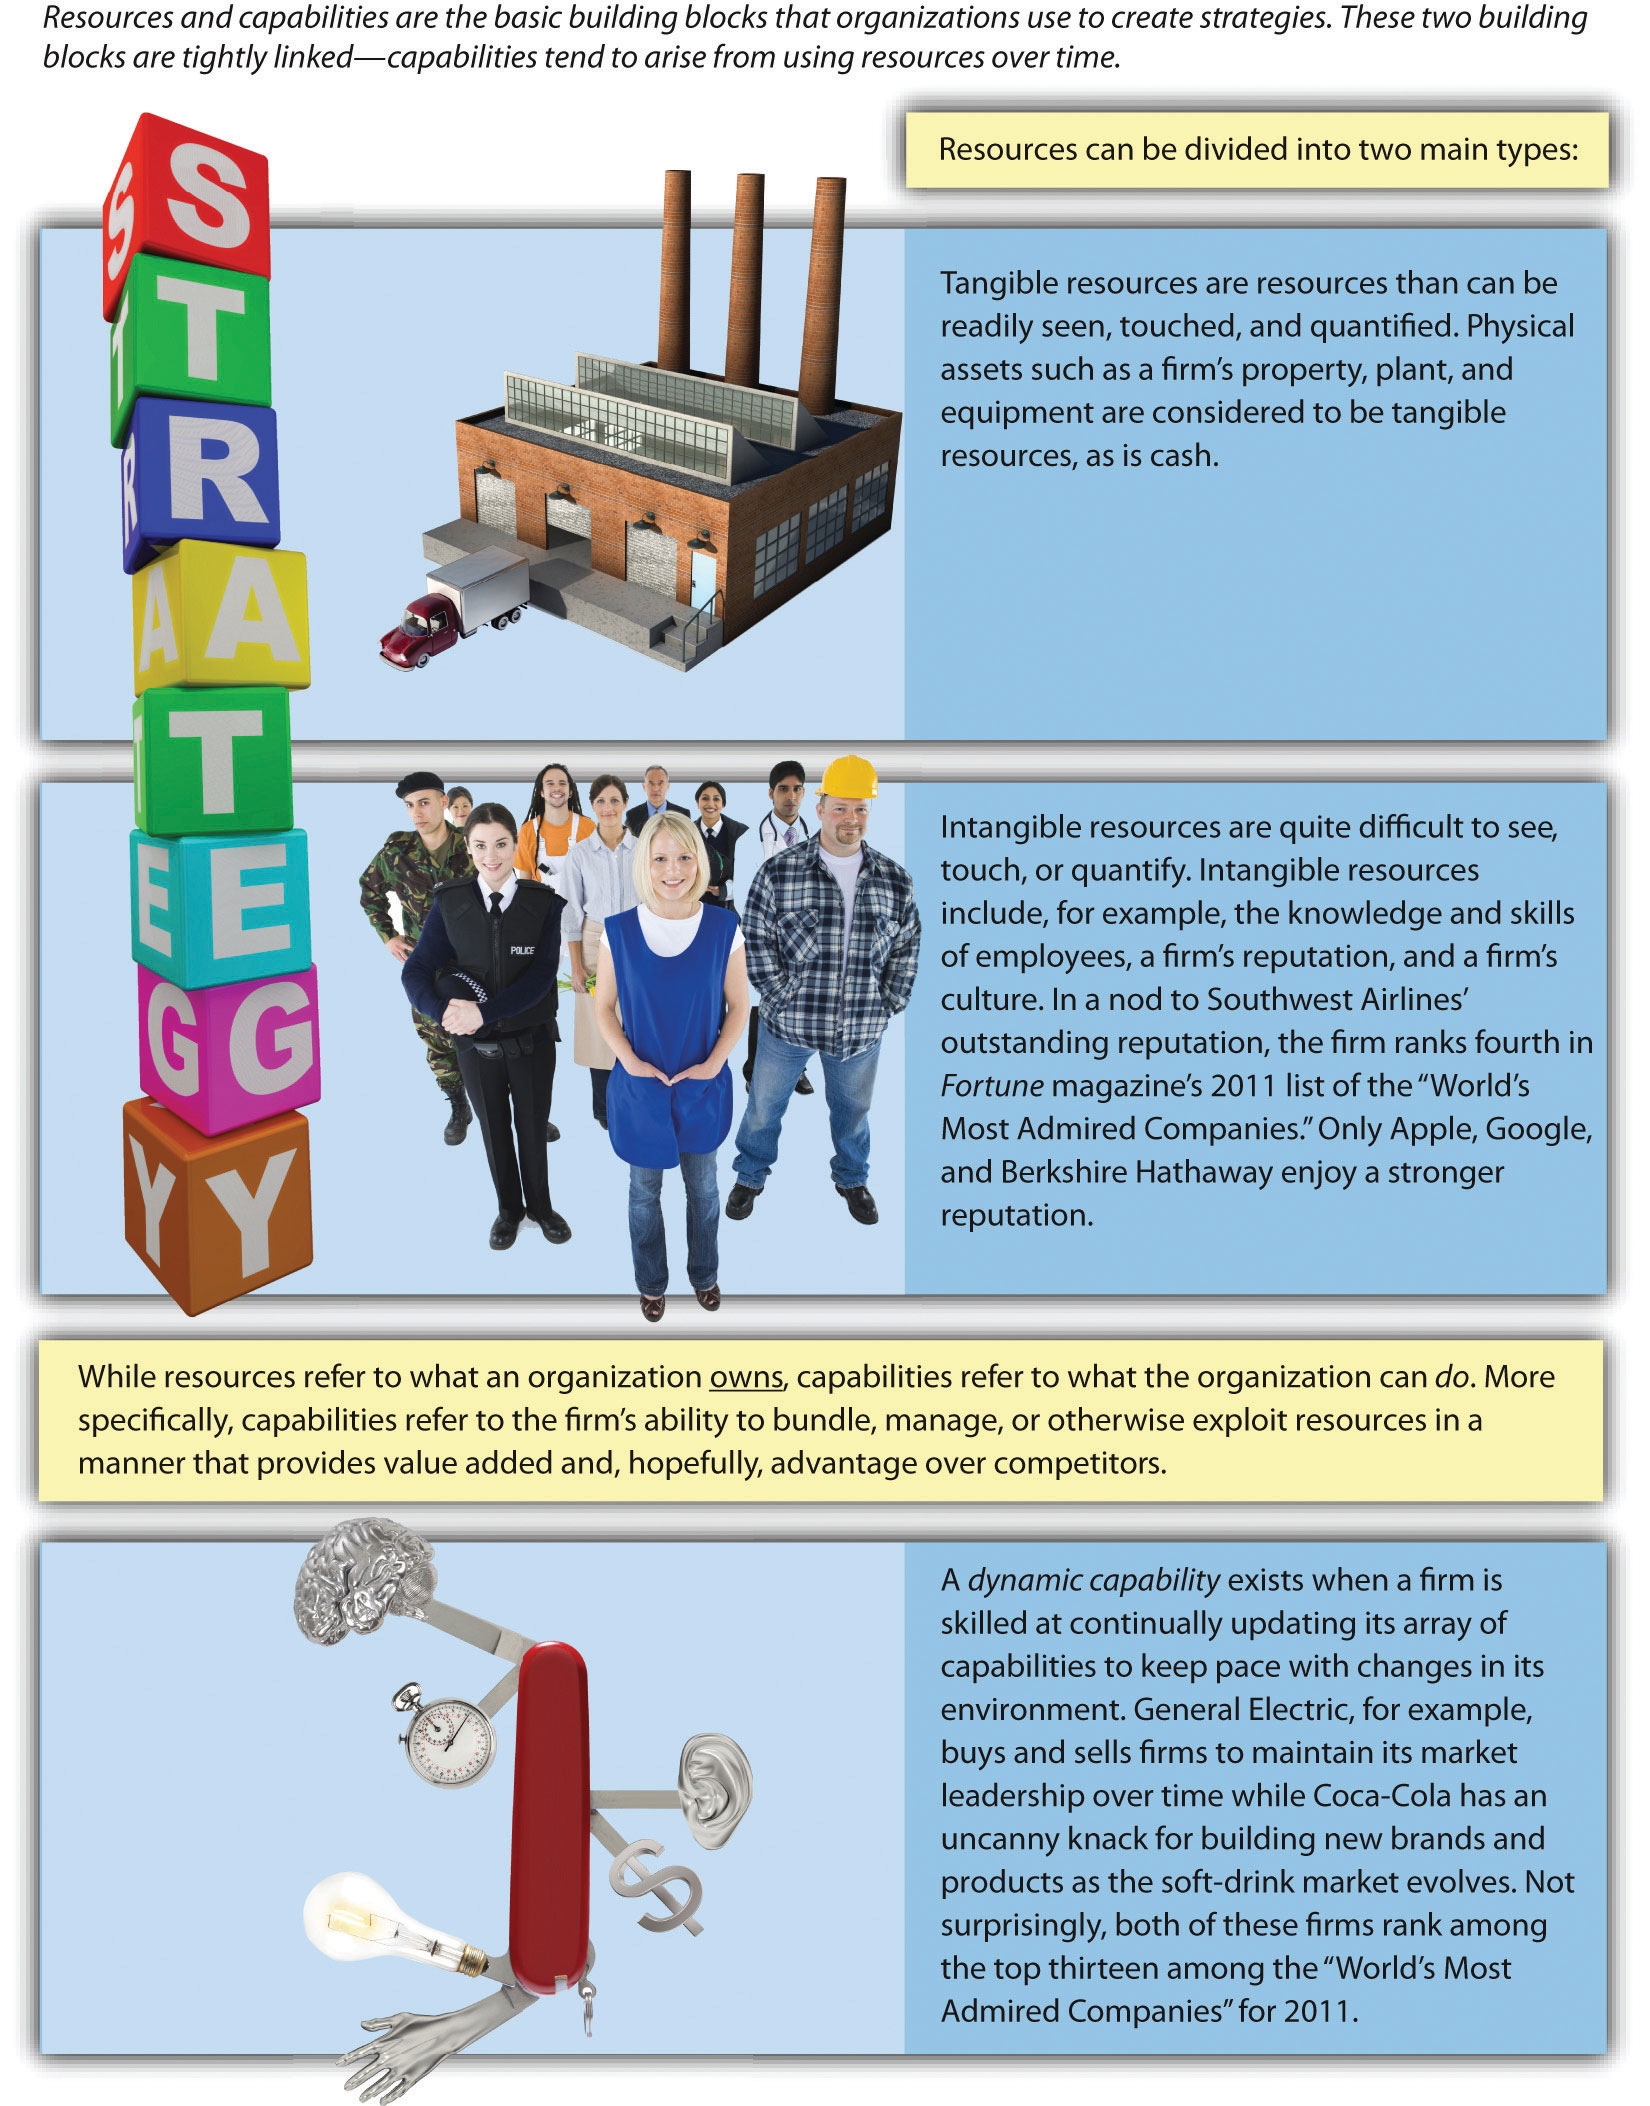 Resources and capabilities are the basic building blocks that organizations use to create strategies. These two building
blocks are tightly linked—capabilities tend to arise from using resources over time.
Resources can be divided into two main types:
S S
T T
R R
A A
T T
E E
G G
Y Y
Tangible resources are resources than can be
readily seen, touched, and quantified. Physical
assets such as a firm’s property, plant, and
equipment are considered to be tangible
resources, as is cash.
POLICE
Intangible resources are quite difficult to see,
touch, or quantify. Intangible resources
include, for example, the knowledge and skills
of employees, a firm’s reputation, and a firm’s
culture. In a nod to Southwest Airlines’
outstanding reputation, the firm ranks fourth in
Fortune magazine’s 2011 list of the “World’s
Most Admired Companies.” Only Apple, Google,
and Berkshire Hathaway enjoy a stronger
reputation.
While resources refer to what an organization owns, capabilities refer to what the organization can do. More
specifically, capabilities refer to the firm’s ability to bundle, manage, or otherwise exploit resources in a
manner that provides value added and, hopefully, advantage over competitors.
$
A dynamic capability exists when a firm is
skilled at continually updating its array of
capabilities to keep pace with changes in its
environment. General Electric, for example,
buys and sells firms to maintain its market
leadership over time while Coca-Cola has an
uncanny knack for building new brands and
products as the soft-drink market evolves. Not
surprisingly, both of these firms rank among
the top thirteen among the “World’s Most
Admired Companies” for 2011.